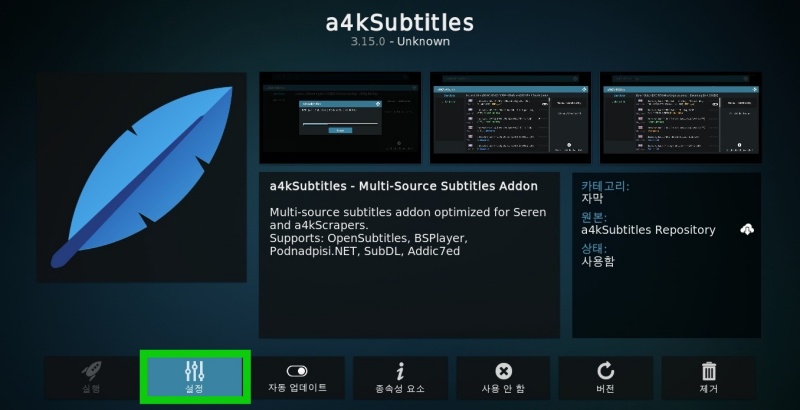 a4kSubtitles
3.15.0 - Unknown
a4kSubtitles - Multi-Source Subtitles Addon
Multi-source subtitles addon optimized for Seren
and a4kScrapers.
Supports: OpenSubtitles, BSPlayer,
Podnadpisi.NET, SubDL, Addic7ed
카테고리:
자막
원본:
a4kSubtitles Repository
상태:
사용함
실행
설정
자동 업데이트
종속성 요소
사용 안 함
버전
제거